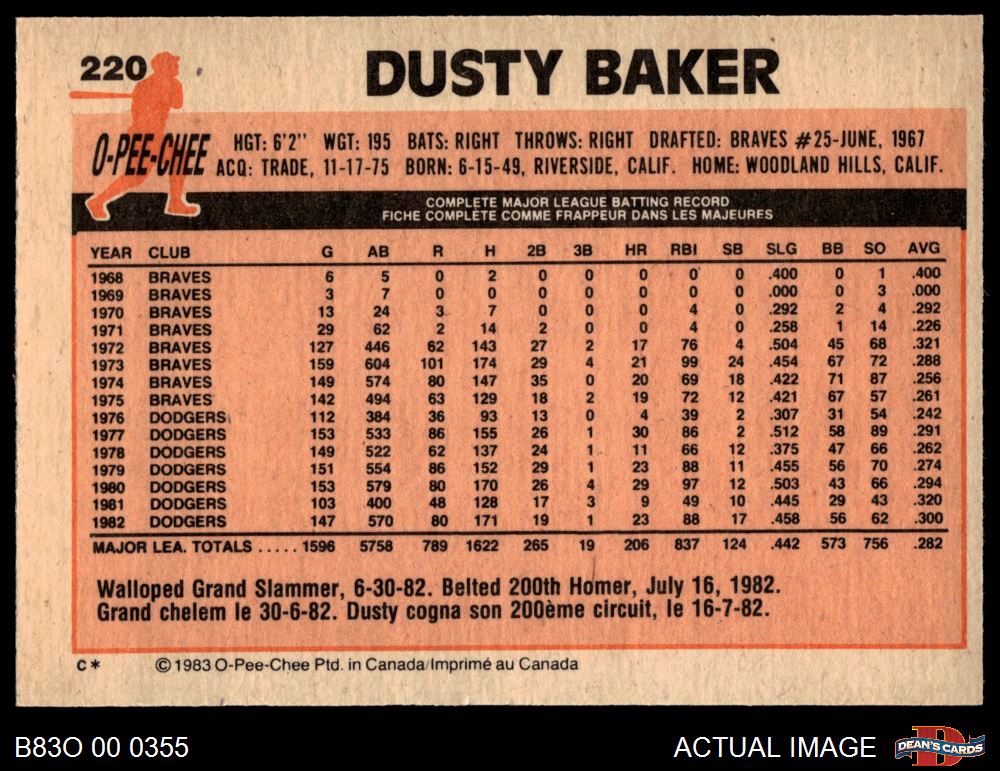 220
DUSTY BAKER
O-PEE-CHEE
HGT: 6'2'' WGT: 195 BATS: RIGHT THROWS: RIGHT DRAFTED: BRAVES #25-JUNE, 1967
ACQ: TRADE, 11-17-75 BORN: 6-15-49, RIVERSIDE, CALIF. HOME: WOODLAND HILLS, CALIF.
COMPLETE MAJOR LEAGUE BATTING RECORD
FICHE COMPLÈTE COMME FRAPPEUR DANS LES MAJEURES
YEAR CLUB G AB R H 2B 3B HR RBI SB SLG BB SO AVG
1968 BRAVES 6 5 0 2 0 0 0 0 0 .400 0 1 .400
1969 BRAVES 3 7 0 0 0 0 0 0 0 .000 0 3 .000
1970 BRAVES 13 24 3 7 0 0 0 4 0 .292 2 4 .292
1971 BRAVES 29 62 2 14 2 0 0 4 0 .258 1 14 .226
1972 BRAVES 127 446 62 143 27 2 17 76 4 .504 45 68 .321
1973 BRAVES 159 604 101 174 29 4 21 99 24 .454 67 72 .288
1974 BRAVES 149 574 80 147 35 0 20 69 18 .422 71 87 .256
1975 BRAVES 142 494 63 129 18 2 19 72 12 .421 67 57 .261
1976 DODGERS 112 384 36 93 13 0 4 39 2 .307 31 54 .242
1977 DODGERS 153 533 86 155 26 1 30 86 2 .512 58 89 .291
1978 DODGERS 149 522 62 137 24 1 11 66 12 .375 47 66 .262
1979 DODGERS 151 554 86 152 29 1 23 88 11 .455 56 70 .274
1980 DODGERS 153 579 80 170 26 4 29 97 12 .503 43 66 .294
1981 DODGERS 103 400 48 128 17 3 9 49 10 .445 29 43 .320
1982 DODGERS 147 570 80 171 19 1 23 88 17 .458 56 62 .300
MAJOR LEA. TOTALS ..... 1596 5758 789 1622 265 19 206 837 124 .442 573 756 .282
Walloped Grand Slammer, 6-30-82. Belted 200th Homer, July 16, 1982.
Grand chelem le 30-6-82. Dusty cogna son 200ème circuit, le 16-7-82.
C* © 1983 O-Pee-Chee Ptd. in Canada/Imprimé au Canada
B83O 00 0355
ACTUAL IMAGE
D
DEAN'S CARDS